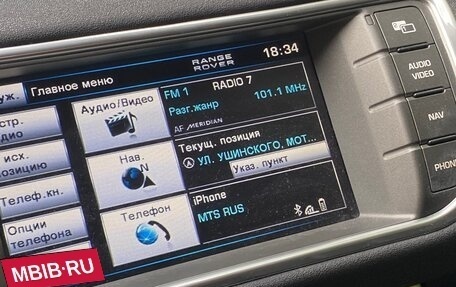 RANGE
ROVER
18:34
Главное меню
уж.
Аудио/Видео
FM 1 RADIO 7
Разг.жанр 101.1 MHz
AF MERIDIAN
стр.
дио
исх.
озицию
Нав.
Текущ. позиция
УЛ. УШИНСКОГО, МОТ...
Указ. пункт
Телеф.кн.
Опции
телефона
Телефон
iPhone
MTS RUS
AUDIO
VIDEO
NAV
PHONE
MBIB·RU